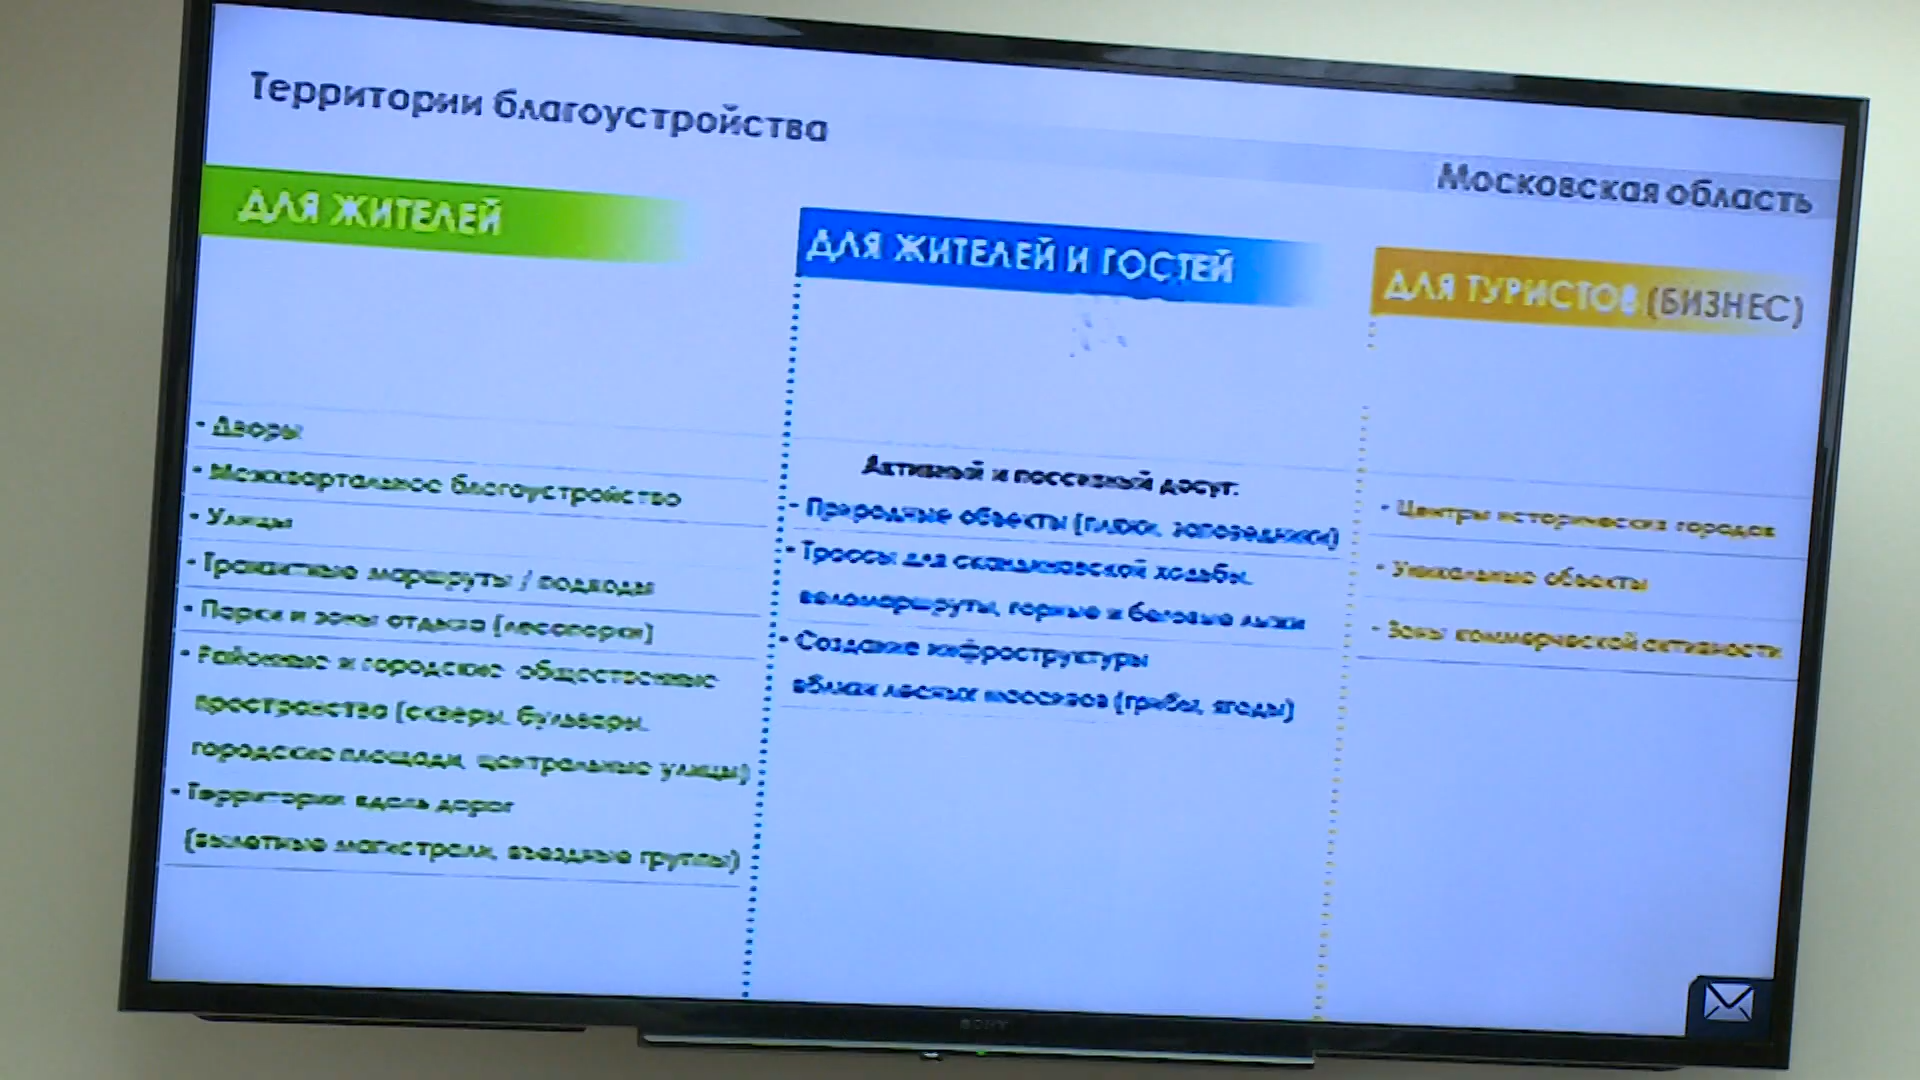 Территории благоустройства
Московская область
ДЛЯ ЖИТЕЛЕЙ
• Дворы
• Межквартальное благоустройство
• Улицы
• Транзитные маршруты / подходы
• Парки и зоны отдыха (лесопарки)
• Районные и городские общественные
пространства (скверы, бульвары,
городские площади, центральные улицы)
• Территории вдоль дорог
(вылетные магистрали, въездные группы)
ДЛЯ ЖИТЕЛЕЙ И ГОСТЕЙ
Активный и пассивный досуг:
• Природные объекты (пляжи, заповедники)
• Трассы для скандинавской ходьбы,
веломаршруты, горные и беговые лыжи
• Создание инфраструктуры
вблизи лесных массивов (грибы, ягоды)
ДЛЯ ТУРИСТОВ (БИЗНЕС)
• Центры исторических городов
• Уникальные объекты
• Зоны коммерческой активности
SONY